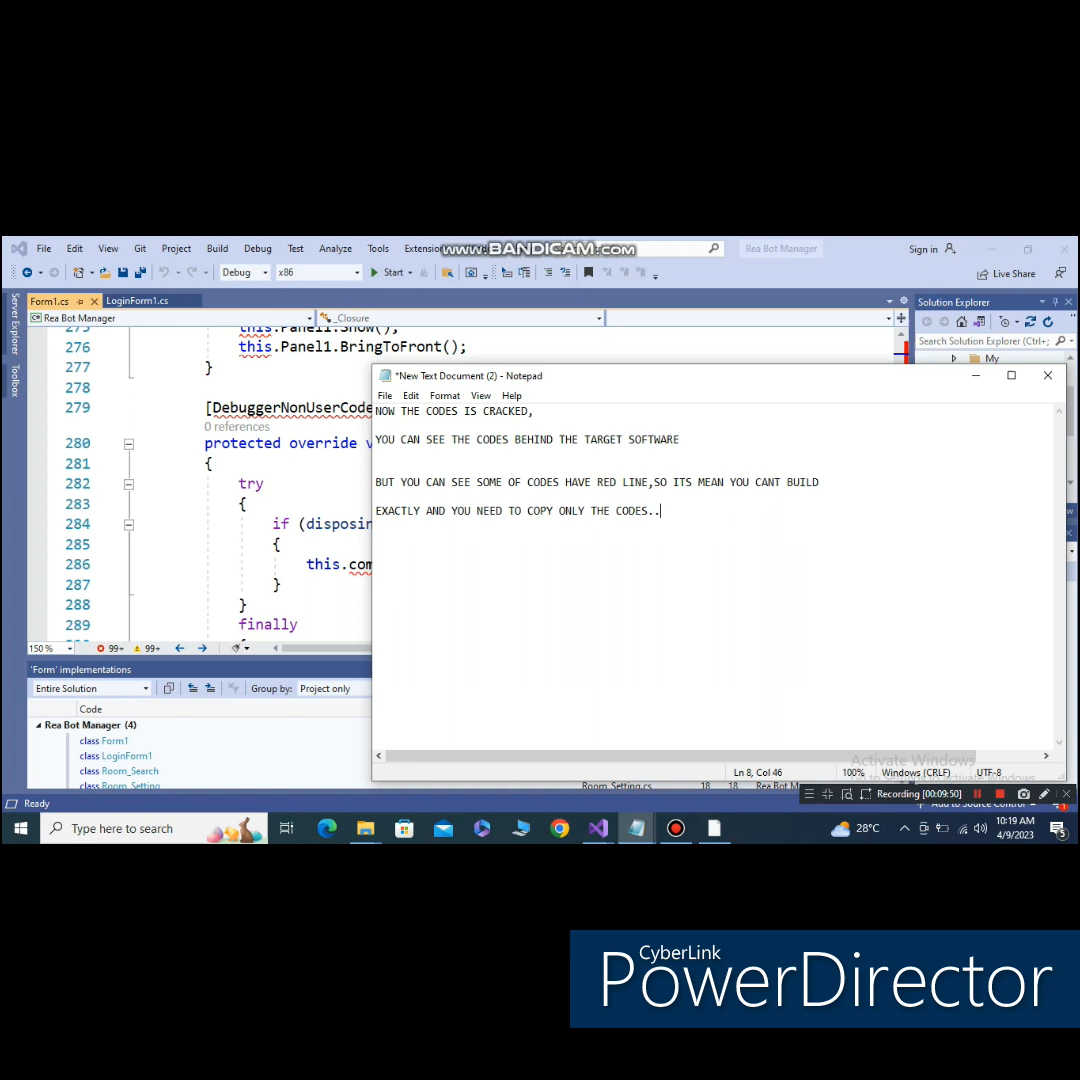 File Edit View Git Project Build Debug Test Analyze Tools
www.BANDICAM.COM
Rea Bot Manager
Sign in
Debug
x86
Start
Live Share
Server Explorer
Toolbox
Form1.cs
LoginForm1.cs
Rea Bot Manager
_Closure
276 this.Panel1.BringToFront();
277 }
278
279 [DebuggerNonUserCode
0 references
280 protected override v
281 {
282 try
283 {
284 if (disposin
285 {
286 this.com
287 }
288 }
289 finally
150 %
99+
99+
Solution Explorer
Search Solution Explorer (Ctrl+;
My
*New Text Document (2) - Notepad
File Edit Format View Help
NOW THE CODES IS CRACKED,
YOU CAN SEE THE CODES BEHIND THE TARGET SOFTWARE
BUT YOU CAN SEE SOME OF CODES HAVE RED LINE,SO ITS MEAN YOU CANT BUILD
EXACTLY AND YOU NEED TO COPY ONLY THE CODES..
Activate Windows
Ln 8, Col 46
100%
Windows (CRLF)
UTF-8
'Form' implementations
Entire Solution
Group by: Project only
Code
Rea Bot Manager (4)
class Form1
class LoginForm1
class Room_Search
class Room_Setting
Room_Setting.cs 18 18 Rea Bot M
Recording [00:09:50]
Ready
Add to Source Control
Type here to search
28°C
10:19 AM
4/9/2023
5
CyberLink
PowerDirector